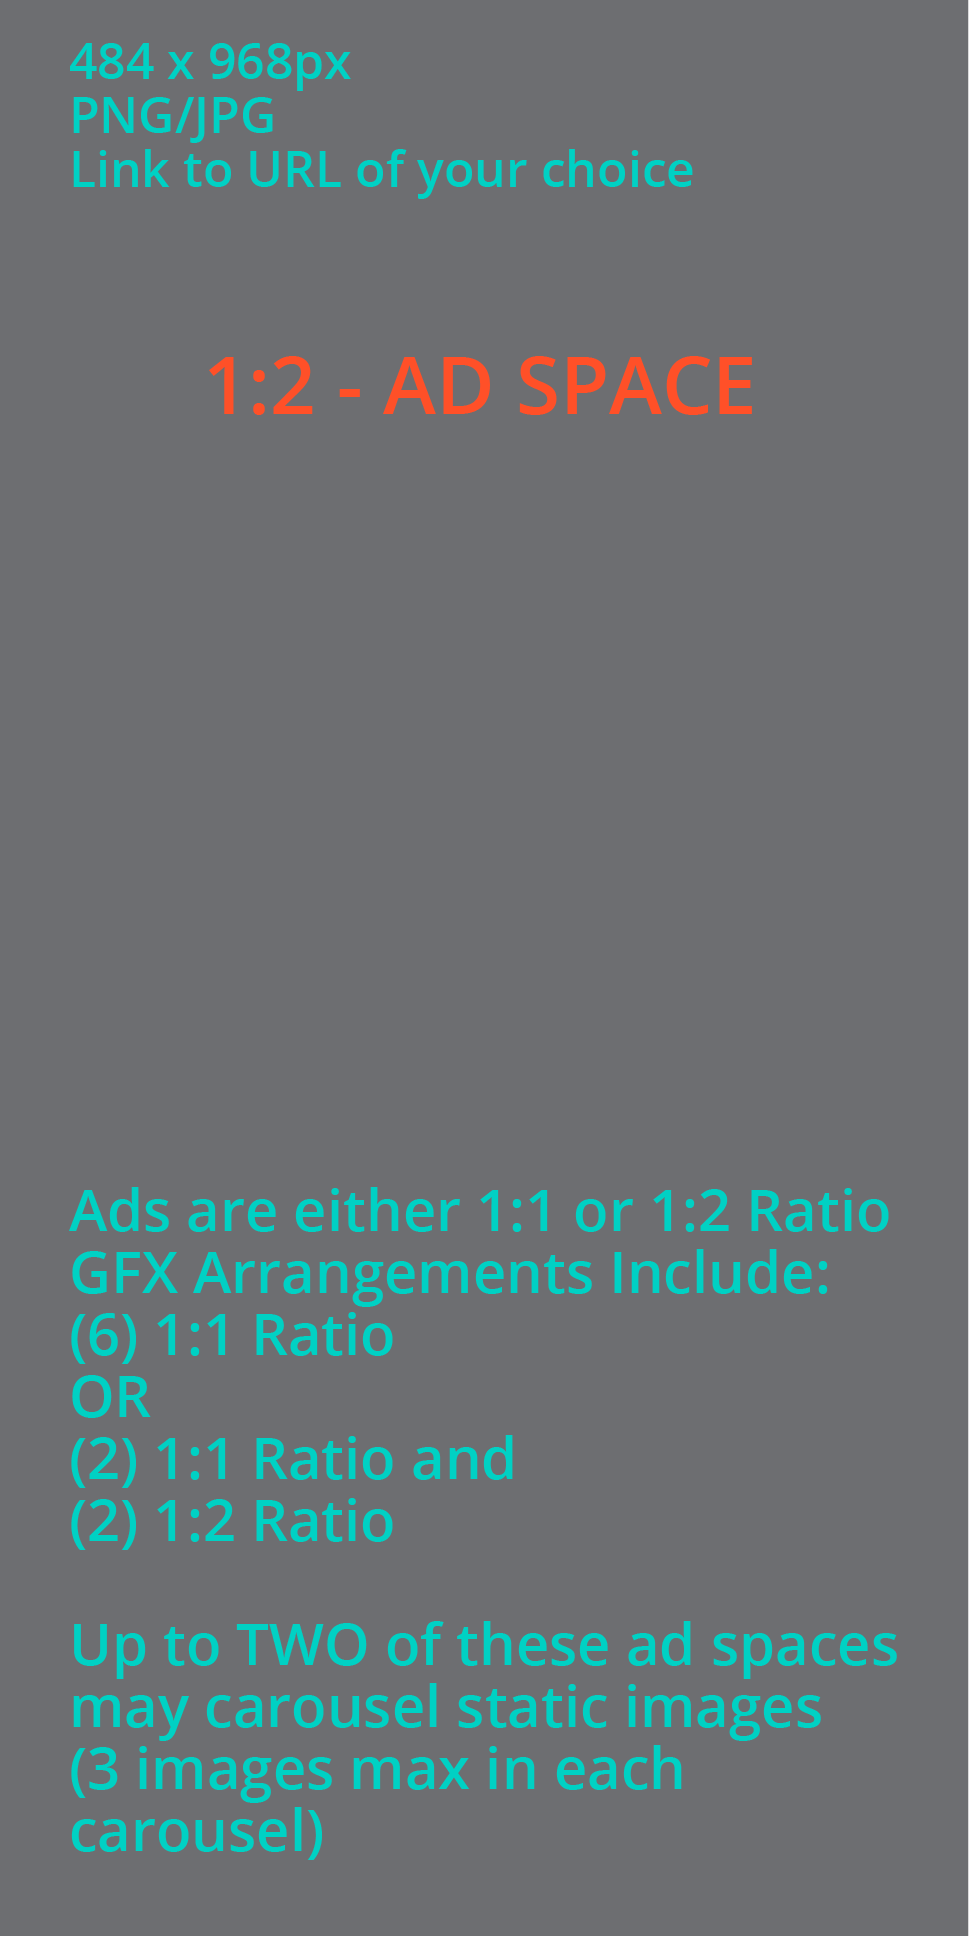 484 x 968px
PNG/JPG
Link to URL of your choice
1:2 - AD SPACE
Ads are either 1:1 or 1:2 Ratio
GFX Arrangements Include:
(6) 1:1 Ratio
OR
(2) 1:1 Ratio and
(2) 1:2 Ratio
Up to TWO of these ad spaces
may carousel static images
(3 images max in each
carousel)